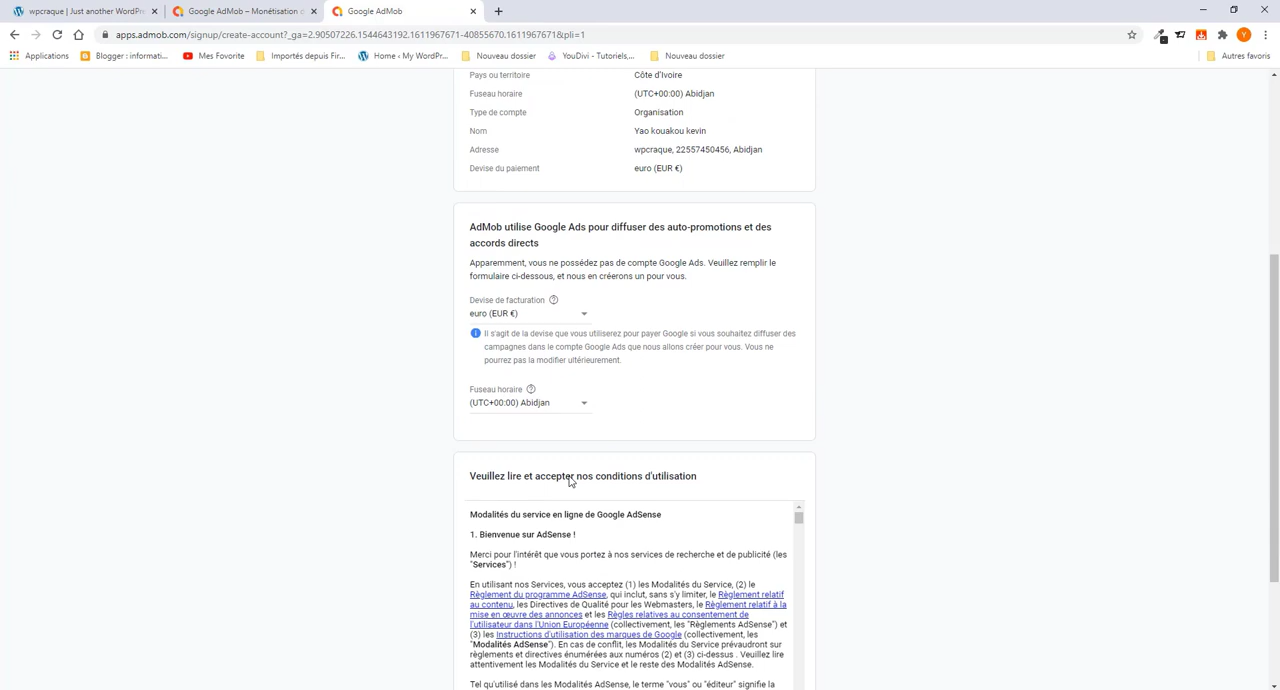 wpcraque | Just another WordPr
Google AdMob – Monétisation d
Google AdMob
apps.admob.com/signup/create-account?_ga=2.90507226.1544643192.1611967671-40855670.1611967671&pli=1
Y
Applications
Blogger : informati...
Mes Favorite
Importés depuis Fir...
Home ‹ My WordPr...
Nouveau dossier
YouDivi - Tutoriels,...
Nouveau dossier
Autres favoris
Pays ou territoire Côte d'Ivoire
Fuseau horaire (UTC+00:00) Abidjan
Type de compte Organisation
Nom Yao kouakou kevin
Adresse wpcraque, 22557450456, Abidjan
Devise du paiement euro (EUR €)
AdMob utilise Google Ads pour diffuser des auto-promotions et des
accords directs
Apparemment, vous ne possédez pas de compte Google Ads. Veuillez remplir le
formulaire ci-dessous, et nous en créerons un pour vous.
Devise de facturation
euro (EUR €)
Il s'agit de la devise que vous utiliserez pour payer Google si vous souhaitez diffuser des
campagnes dans le compte Google Ads que nous allons créer pour vous. Vous ne
pourrez pas la modifier ultérieurement.
Fuseau horaire
(UTC+00:00) Abidjan
Veuillez lire et accepter nos conditions d'utilisation
Modalités du service en ligne de Google AdSense
1. Bienvenue sur AdSense !
Merci pour l'intérêt que vous portez à nos services de recherche et de publicité (les
"Services") !
En utilisant nos Services, vous acceptez (1) les Modalités du Service, (2) le
Règlement du programme AdSense, qui inclut, sans s'y limiter, le Règlement relatif
au contenu, les Directives de Qualité pour les Webmasters, le Règlement relatif à la
mise en œuvre des annonces et les Règles relatives au consentement de
l'utilisateur dans l'Union Européenne (collectivement, les "Règlements AdSense") et
(3) les Instructions d'utilisation des marques de Google (collectivement, les
"Modalités AdSense"). En cas de conflit, les Modalités du Service prévaudront sur
règlements et directives énumérées aux numéros (2) et (3) ci-dessus . Veuillez lire
attentivement les Modalités du Service et le reste des Modalités AdSense.
Tel qu'utilisé dans les Modalités AdSense, le terme "vous" ou "éditeur" signifie la